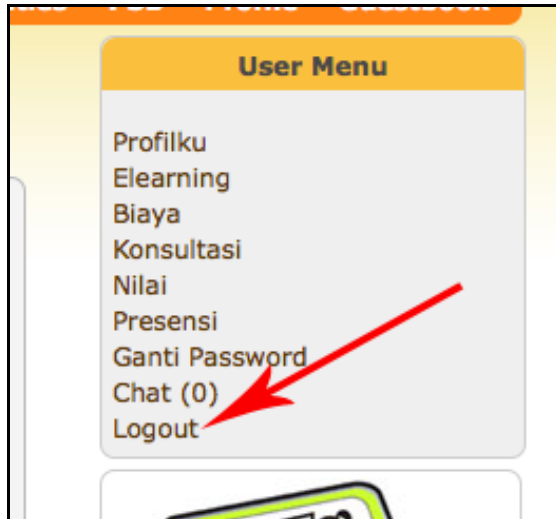 User Menu
Profilku
Elearning
Biaya
Konsultasi
Nilai
Presensi
Ganti Password
Chat (0)
Logout